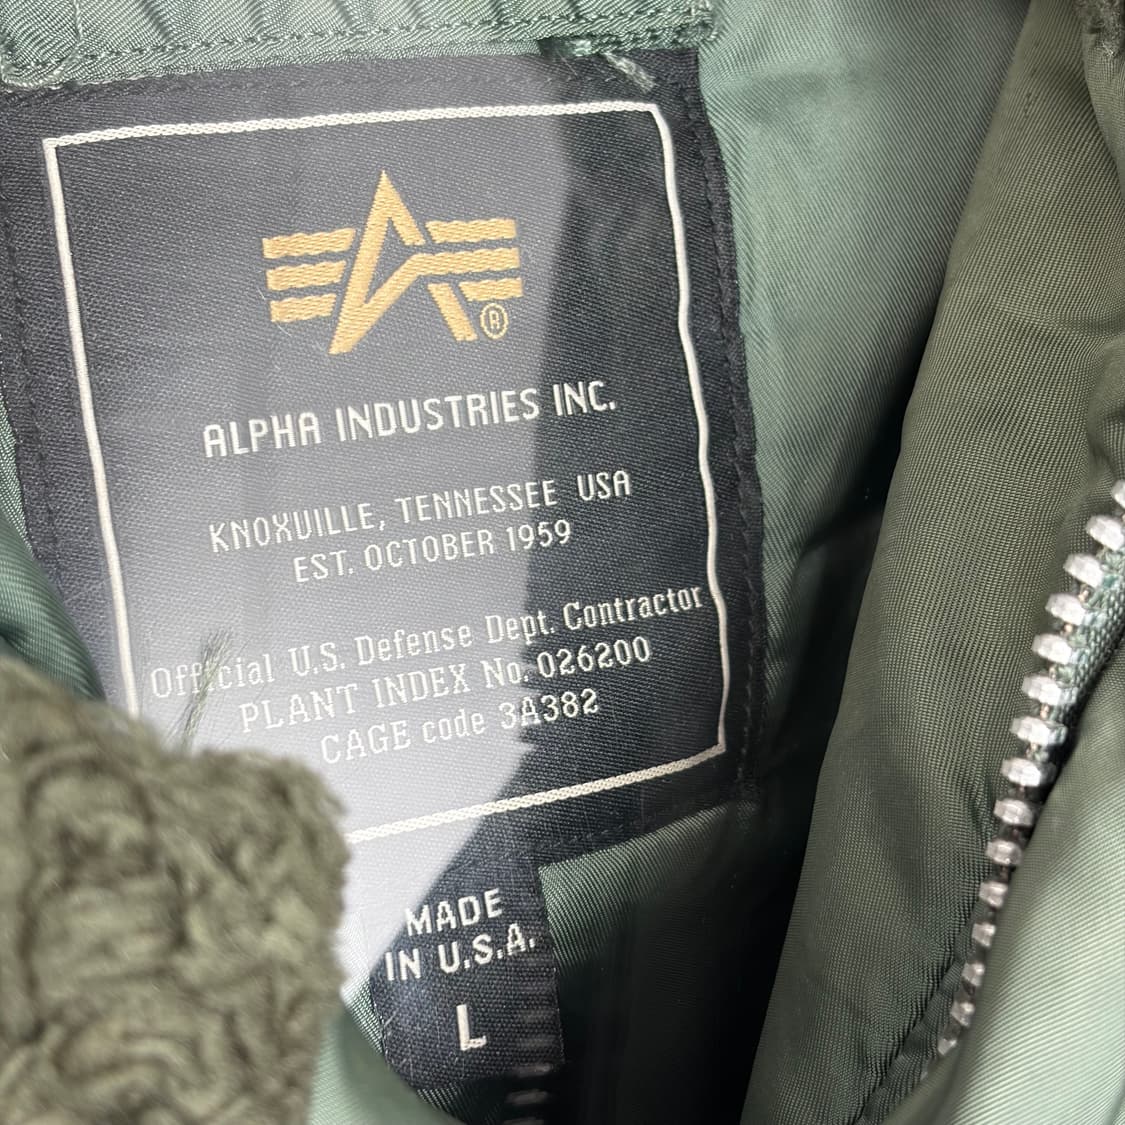 ®
ALPHA INDUSTRIES INC.
KNOXVILLE, TENNESSEE USA
EST. OCTOBER 1959
Official U.S. Defense Dept. Contractor
PLANT INDEX No. 026200
CAGE code 3A382
MADE
IN U.S.A.
L